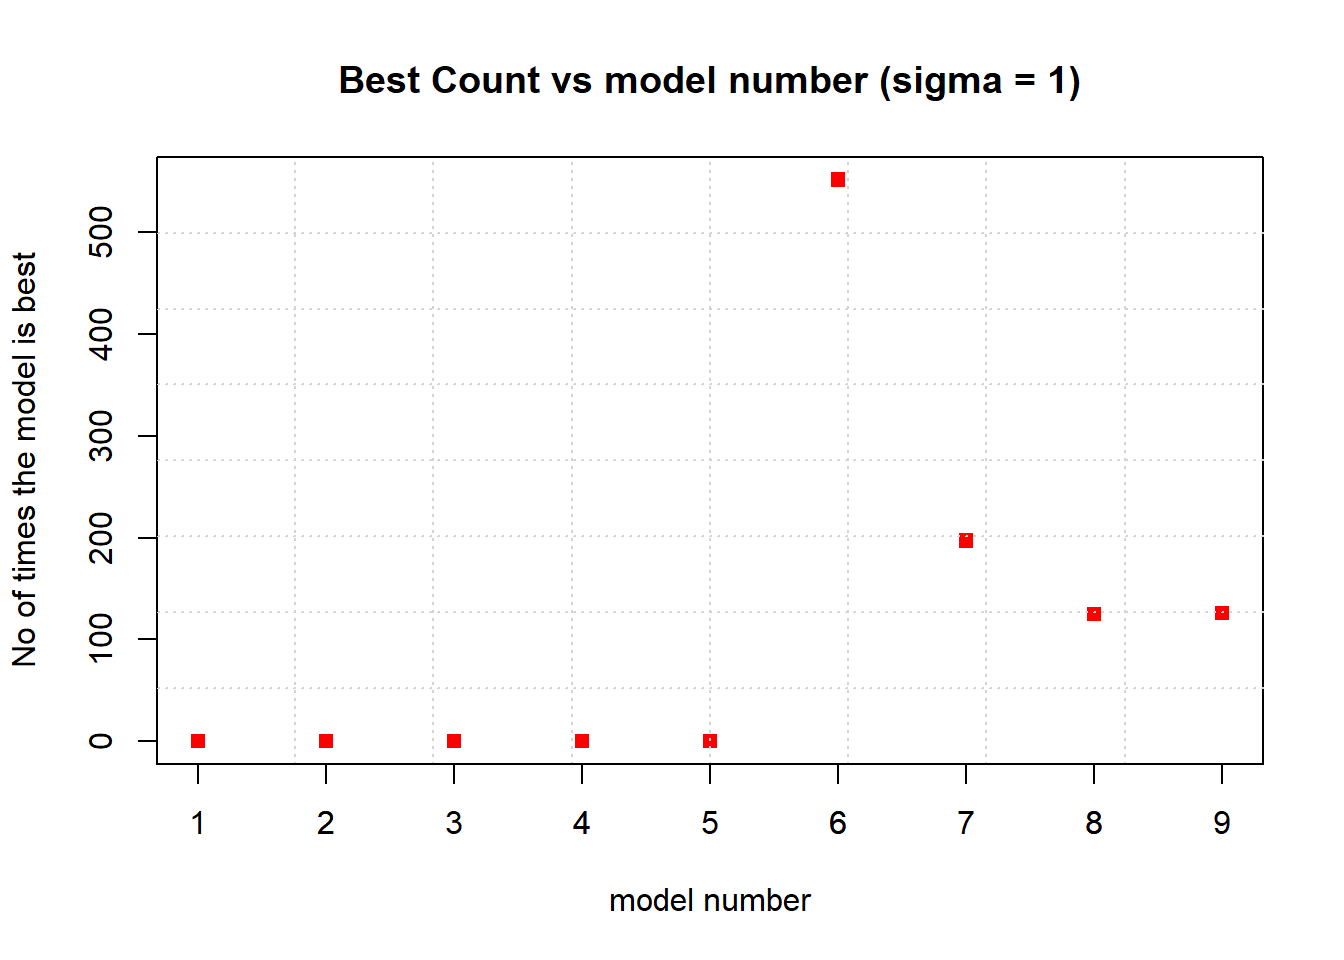 Best Count vs model number (sigma = 1)
No of times the model is best
500
400
300
200
100
0
1 2 3 4 5 6 7 8 9
model number